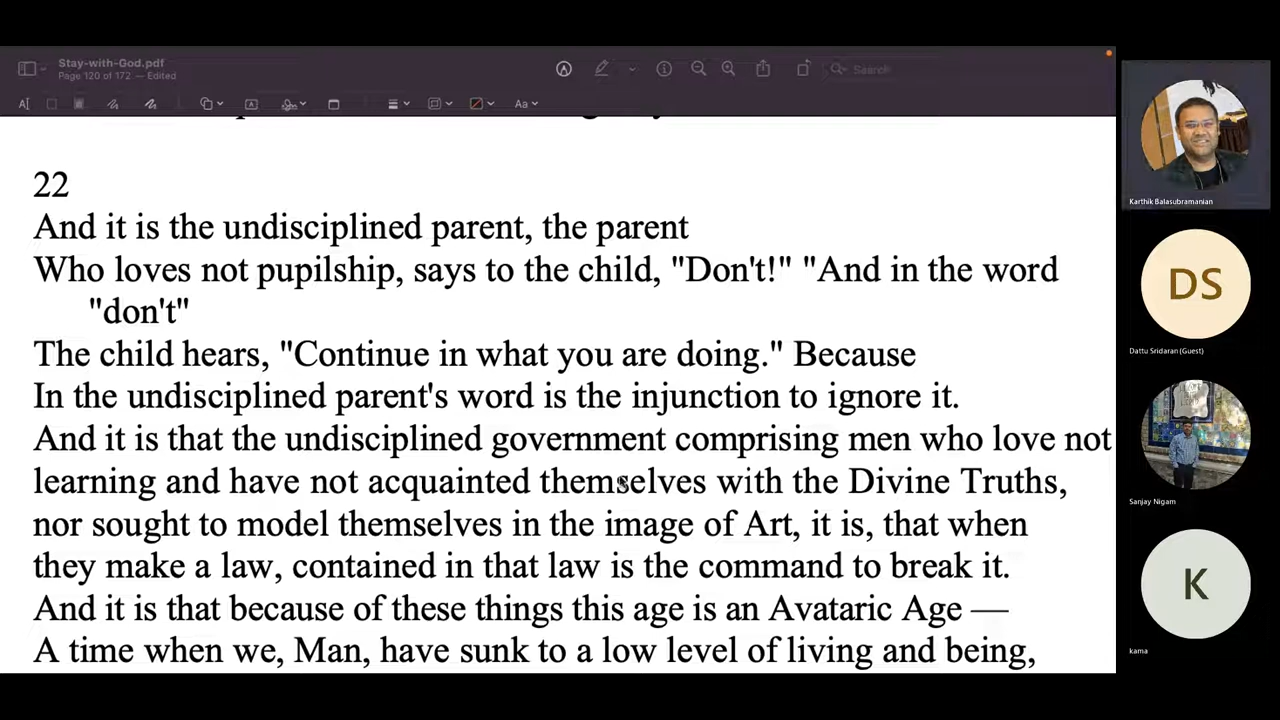 Stay-with-God.pdf
Page 120 of 172 — Edited
Search
Aa
22
And it is the undisciplined parent, the parent
Who loves not pupilship, says to the child, "Don't!" "And in the word
"don't"
The child hears, "Continue in what you are doing." Because
In the undisciplined parent's word is the injunction to ignore it.
And it is that the undisciplined government comprising men who love not
learning and have not acquainted themselves with the Divine Truths,
nor sought to model themselves in the image of Art, it is, that when
they make a law, contained in that law is the command to break it.
And it is that because of these things this age is an Avataric Age —
A time when we, Man, have sunk to a low level of living and being,
Karthik Balasubramanian
DS
Dattu Sridaran (Guest)
Sanjay Nigam
K
kama